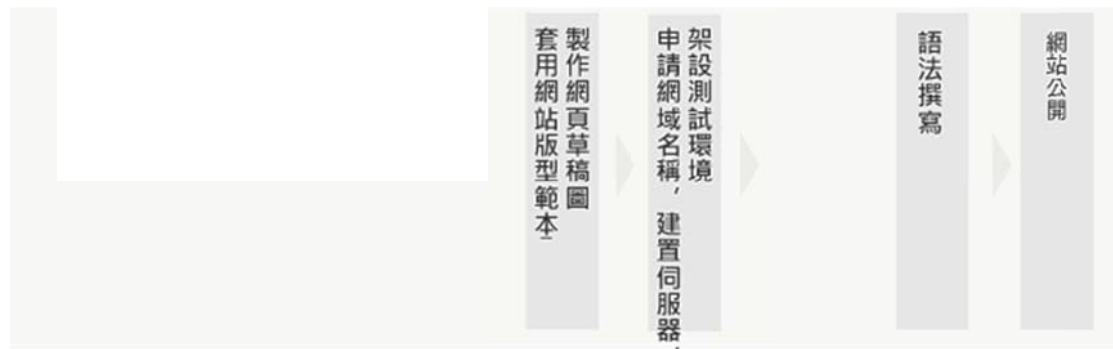 製作網頁草稿圖
套用網站版型範本
架設測試環境
申請網域名稱，建置伺服器，
語法撰寫
網站公開